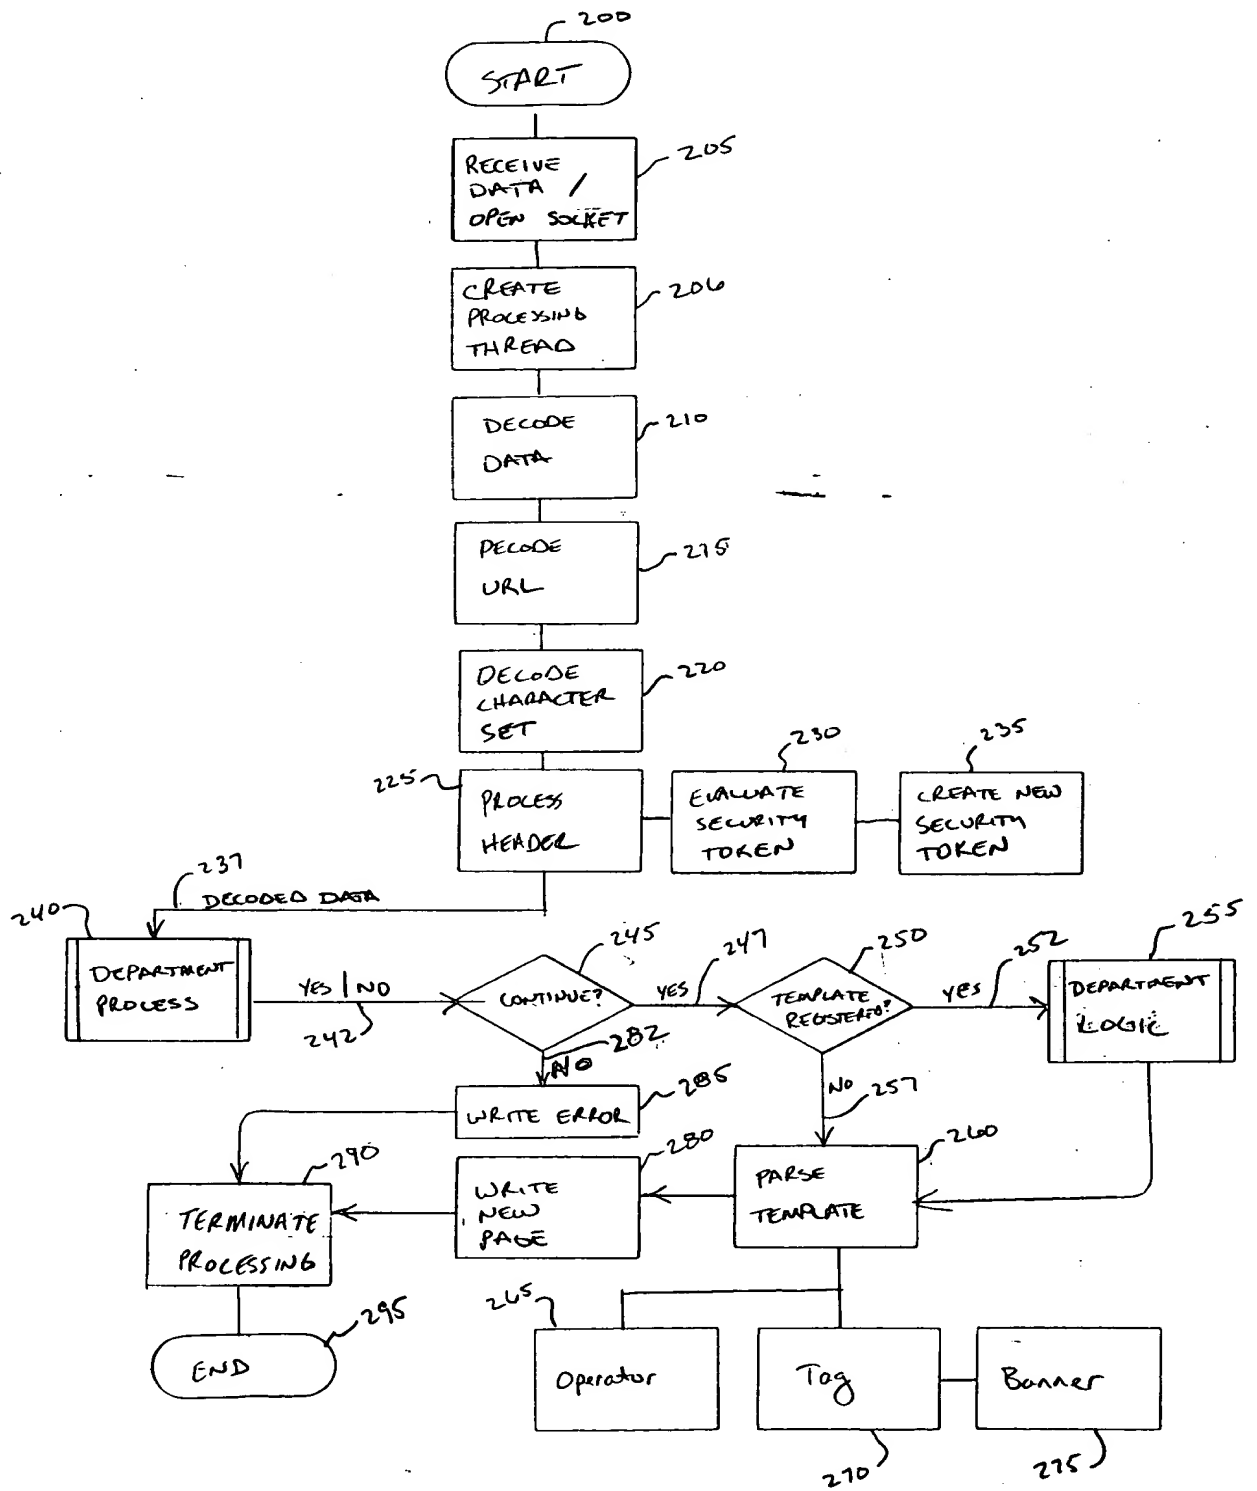 200
START
205
RECEIVE
DATA /
OPEN SOCKET
206
CREATE
PROCESSING
THREAD
210
DECODE
DATA
215
DECODE
URL
220
DECODE
CHARACTER
SET
225
PROCESS
HEADER
230
EVALUATE
SECURITY
TOKEN
235
CREATE NEW
SECURITY
TOKEN
237
DECODED DATA
240
DEPARTMENT
PROCESS
YES / NO
242
245
CONTINUE?
247
YES
250
TEMPLATE
REGISTERED?
252
YES
255
DEPARTMENT
LOGIC
282
NO
285
WRITE ERROR
NO
257
260
PARSE
TEMPLATE
280
WRITE
NEW
PAGE
290
TERMINATE
PROCESSING
295
END
265
Operator
Tag
270
Banner
275